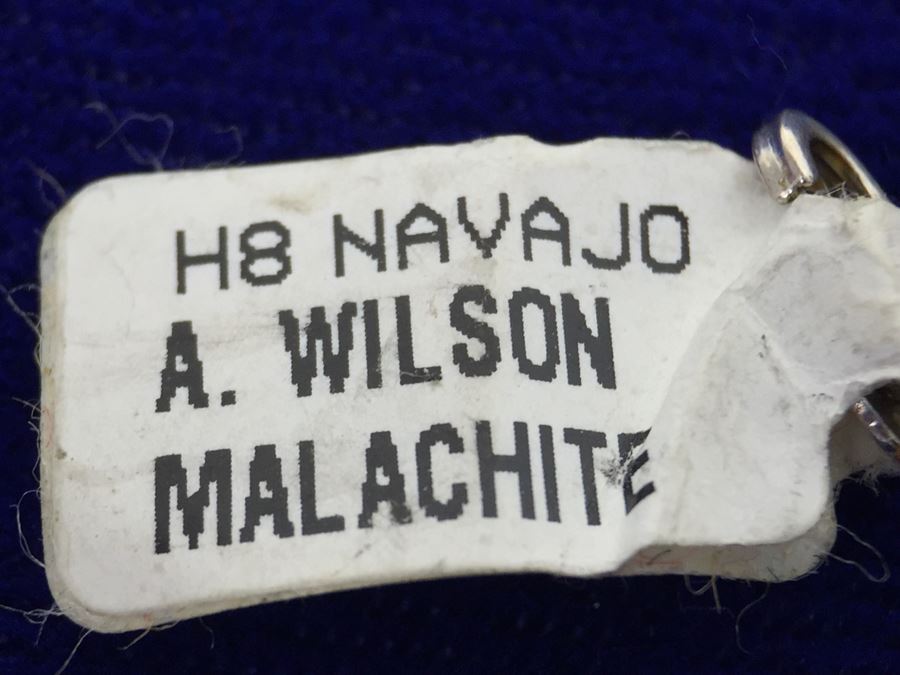 H8 NAVAJO
A. WILSON
MALACHITE